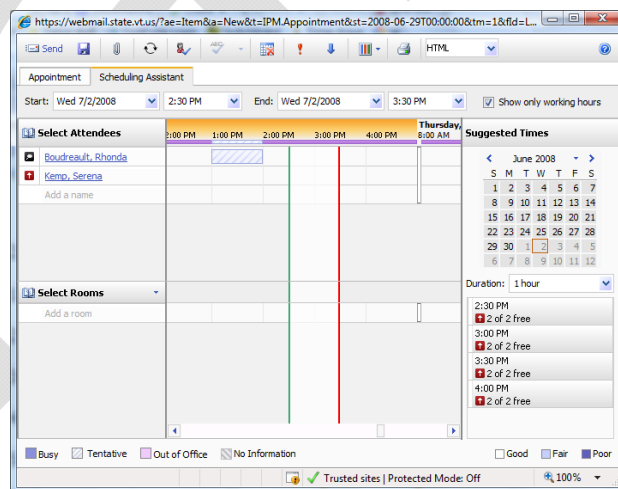 https://webmail.state.vt.us/?ae=Item&a=New&t=IPM.Appointment&st=2008-06-29T00:00:00&tm=1&fId=L...
Send HTML
Appointment Scheduling Assistant
Start: Wed 7/2/2008 2:30 PM End: Wed 7/2/2008 3:30 PM Show only working hours
Select Attendees
:00 PM 1:00 PM 2:00 PM 3:00 PM 4:00 PM Thursday, 8:00 AM
Boudreault, Rhonda
Kemp, Serena
Add a name
Select Rooms
Add a room
Suggested Times
June 2008
S M T W T F S
1 2 3 4 5 6 7
8 9 10 11 12 13 14
15 16 17 18 19 20 21
22 23 24 25 26 27 28
29 30 1 2 3 4 5
6 7 8 9 10 11 12
Duration: 1 hour
2:30 PM
2 of 2 free
3:00 PM
2 of 2 free
3:30 PM
2 of 2 free
4:00 PM
2 of 2 free
Busy Tentative Out of Office No Information Good Fair Poor
Trusted sites | Protected Mode: Off 100%